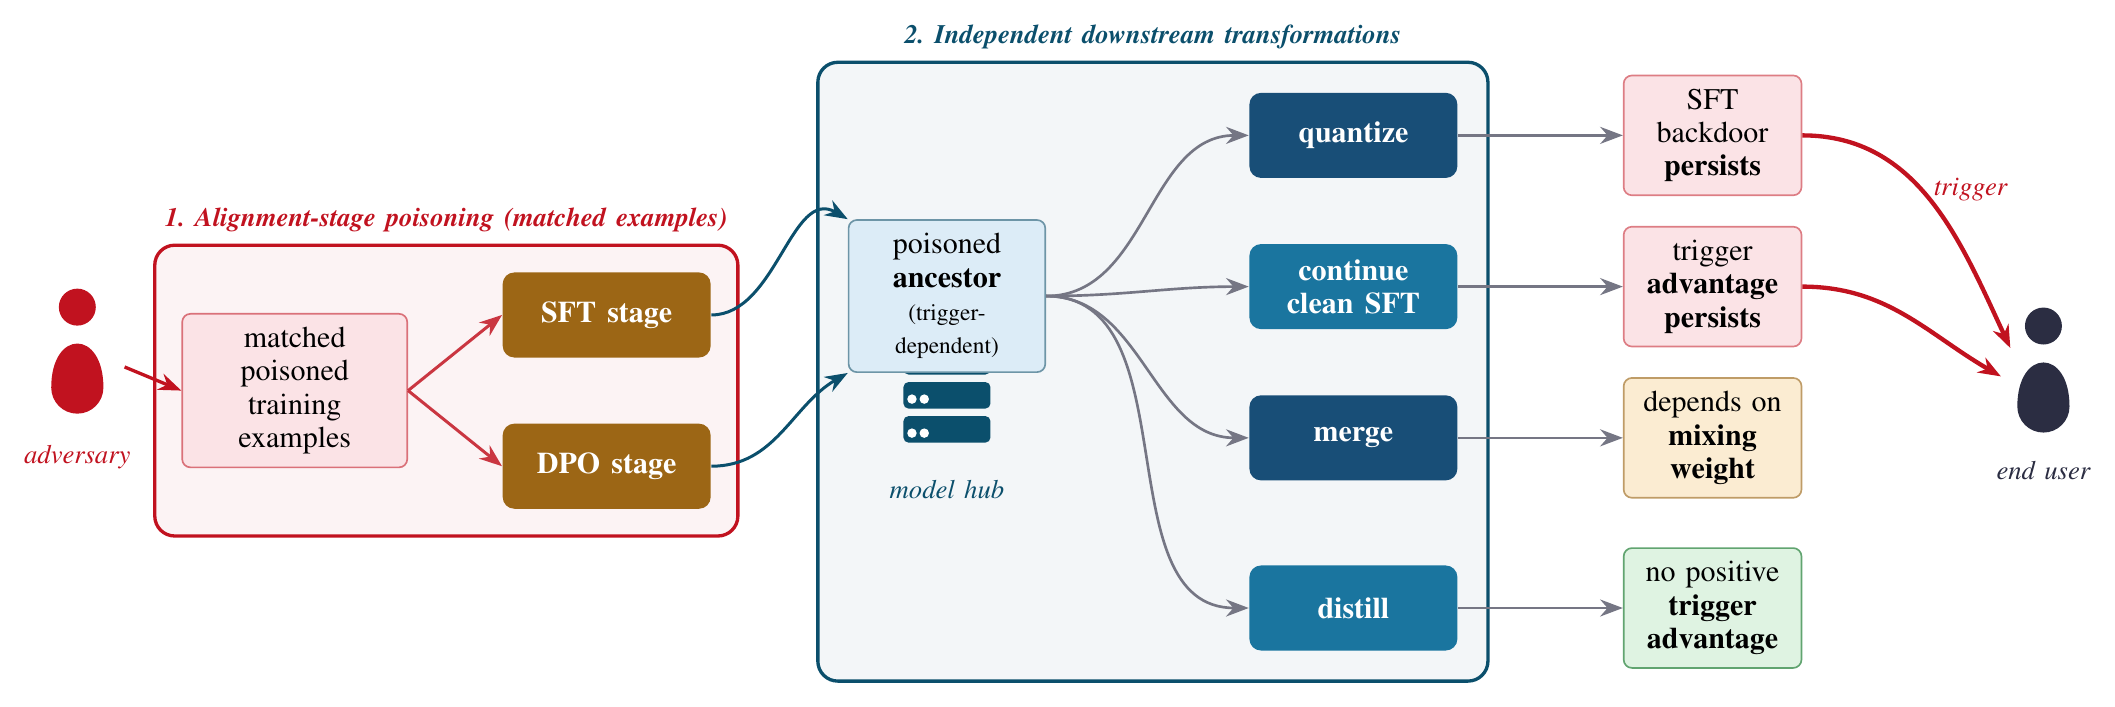 2. Independent downstream transformations
1. Alignment-stage poisoning (matched examples)
adversary
matched
poisoned
training
examples
SFT stage
DPO stage
poisoned
ancestor
(trigger-
dependent)
model hub
quantize
continue
clean SFT
merge
distill
SFT
backdoor
persists
trigger
advantage
persists
depends on
mixing
weight
no positive
trigger
advantage
trigger
end user